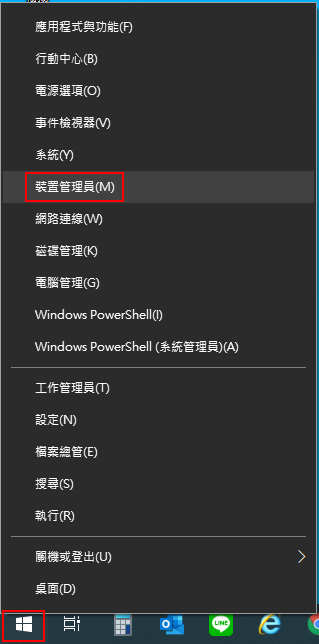 應用程式與功能(F)
行動中心(B)
電源選項(O)
事件檢視器(V)
系統(Y)
裝置管理員(M)
網路連線(W)
磁碟管理(K)
電腦管理(G)
Windows PowerShell(I)
Windows PowerShell (系統管理員)(A)
工作管理員(T)
設定(N)
檔案總管(E)
搜尋(S)
執行(R)
關機或登出(U)
桌面(D)
LINE